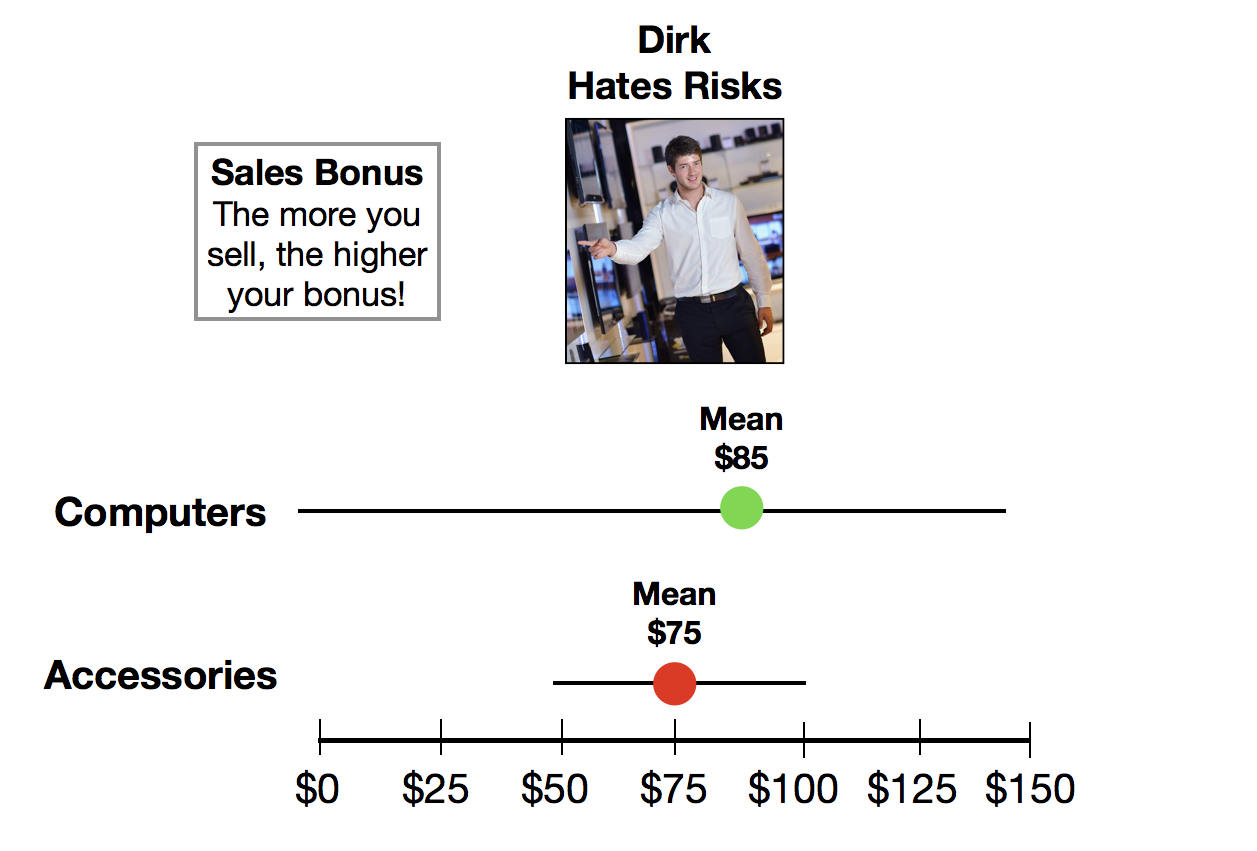 Dirk
Hates Risks
Sales Bonus
The more you
sell, the higher
your bonus!
Mean
$85
Computers
Mean
$75
Accessories
$0 $25 $50 $75 $100 $125 $150